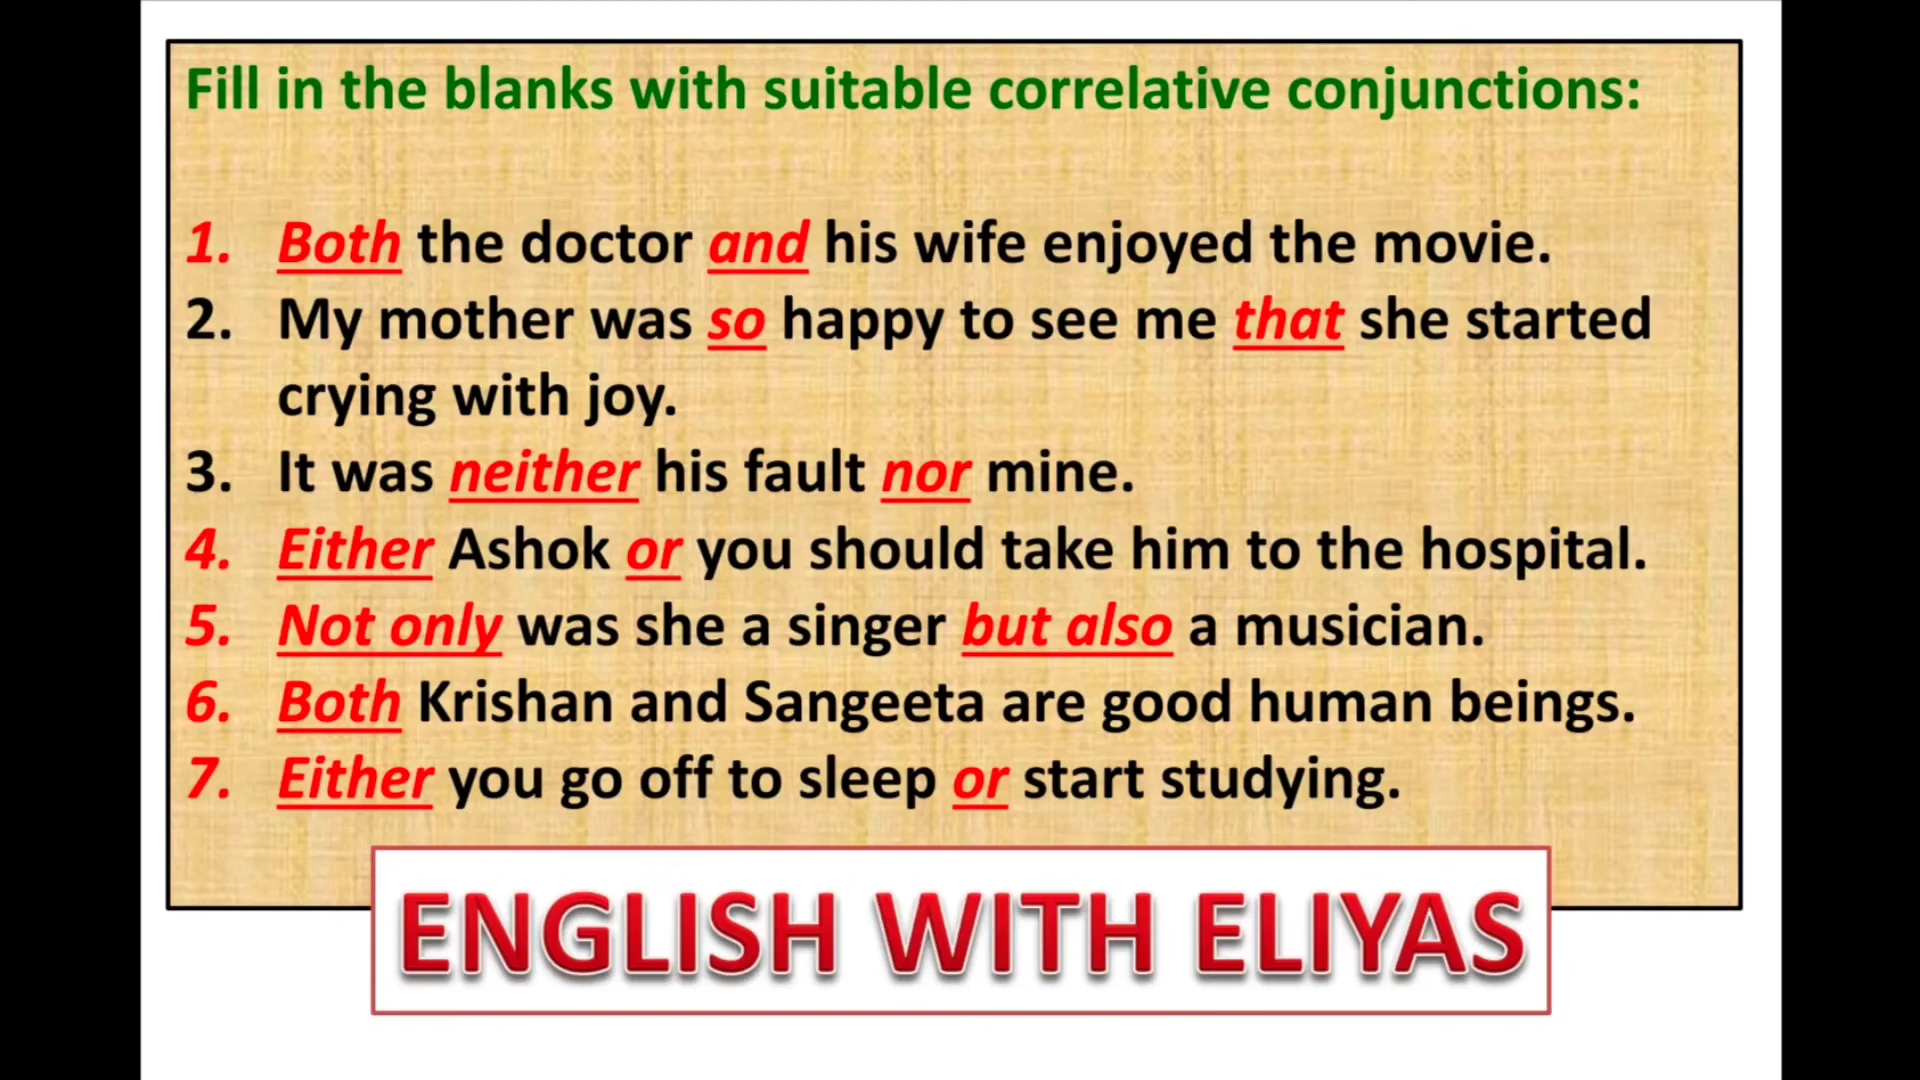 Fill in the blanks with suitable correlative conjunctions:
1. Both the doctor and his wife enjoyed the movie.
2. My mother was so happy to see me that she started
crying with joy.
3. It was neither his fault nor mine.
4. Either Ashok or you should take him to the hospital.
5. Not only was she a singer but also a musician.
6. Both Krishan and Sangeeta are good human beings.
7. Either you go off to sleep or start studying.
ENGLISH WITH ELIYAS